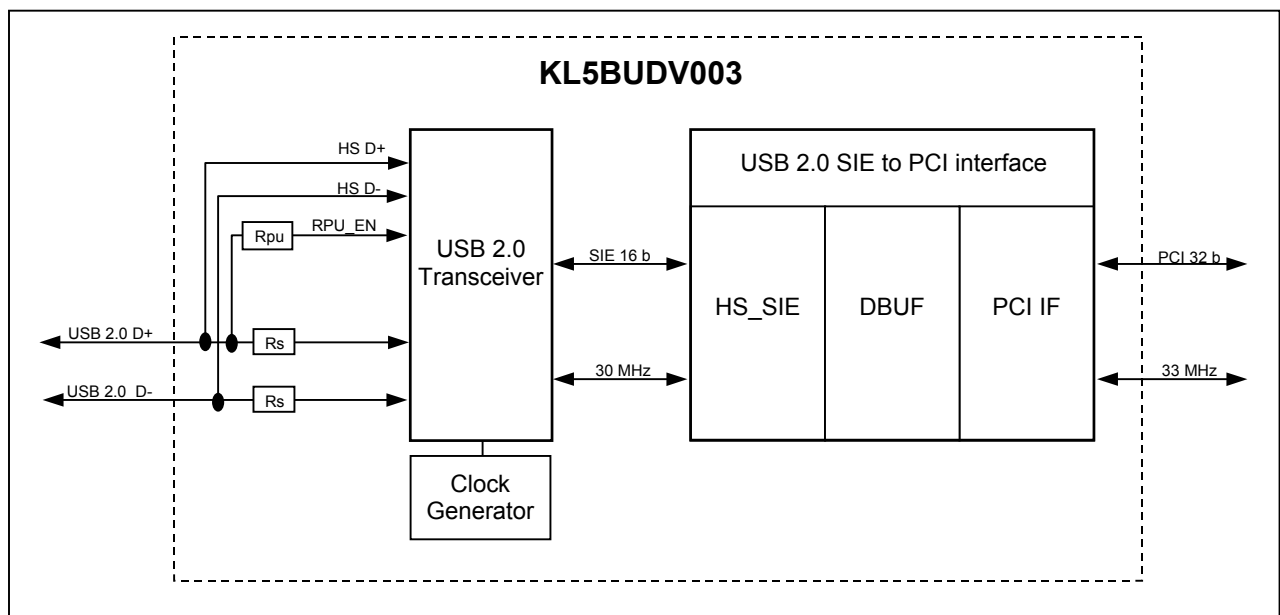 KL5BUDV003
HS D+
HS D-
RPU_EN
Rpu
USB 2.0 D+
Rs
USB 2.0 D-
Rs
USB 2.0
Transceiver
Clock
Generator
SIE 16 b
30 MHz
USB 2.0 SIE to PCI interface
HS_SIE
DBUF
PCI IF
PCI 32 b
33 MHz